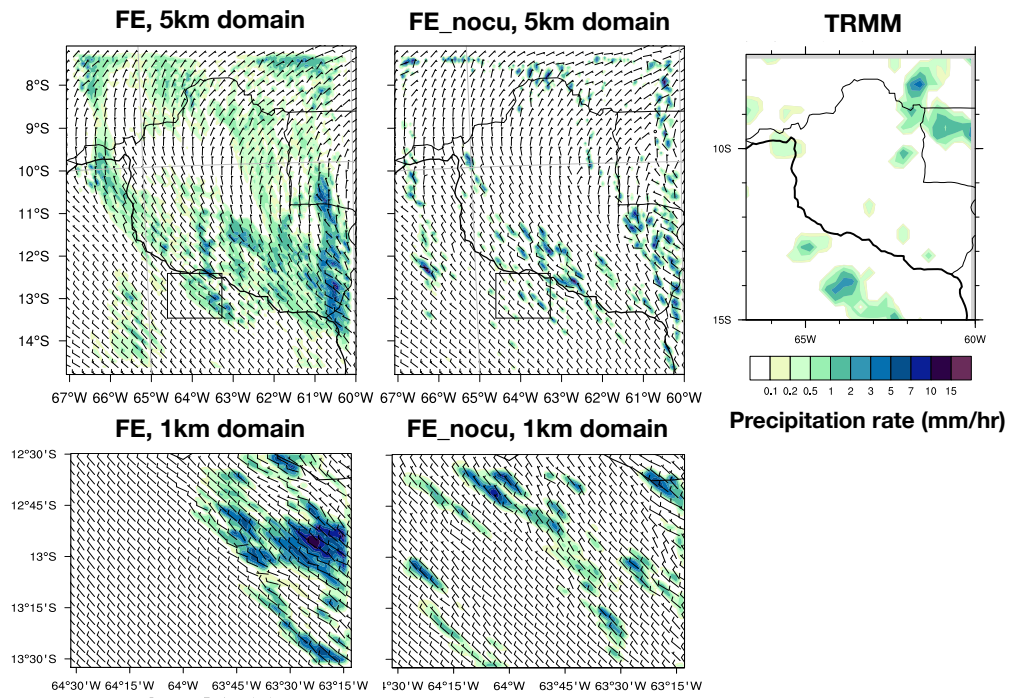 FE, 5km domain
FE_nocu, 5km domain
TRMM
8°S
9°S
10°S
11°S
12°S
13°S
14°S
67°W 66°W 65°W 64°W 63°W 62°W 61°W 60°W
67°W 66°W 65°W 64°W 63°W 62°W 61°W 60°W
10S
15S
65W
60W
0.1 0.2 0.5 1 2 3 5 7 10 15
Precipitation rate (mm/hr)
FE, 1km domain
FE_nocu, 1km domain
12°30'S
12°45'S
13°S
13°15'S
13°30'S
64°30'W 64°15'W 64°W 63°45'W 63°30'W 63°15'W
64°15'W 64°W 63°45'W 63°30'W 63°15'W